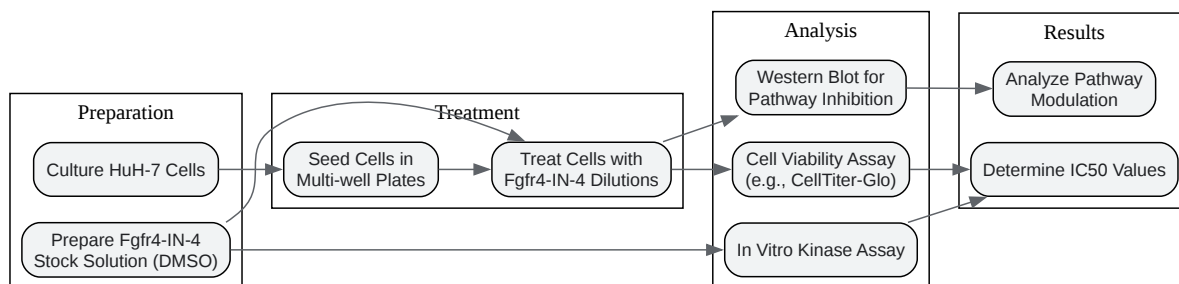 Preparation
Culture HuH-7 Cells
Prepare Fgfr4-IN-4
Stock Solution (DMSO)
Treatment
Seed Cells in
Multi-well Plates
Treat Cells with
Fgfr4-IN-4 Dilutions
Analysis
Western Blot for
Pathway Inhibition
Cell Viability Assay
(e.g., CellTiter-Glo)
In Vitro Kinase Assay
Results
Analyze Pathway
Modulation
Determine IC50 Values